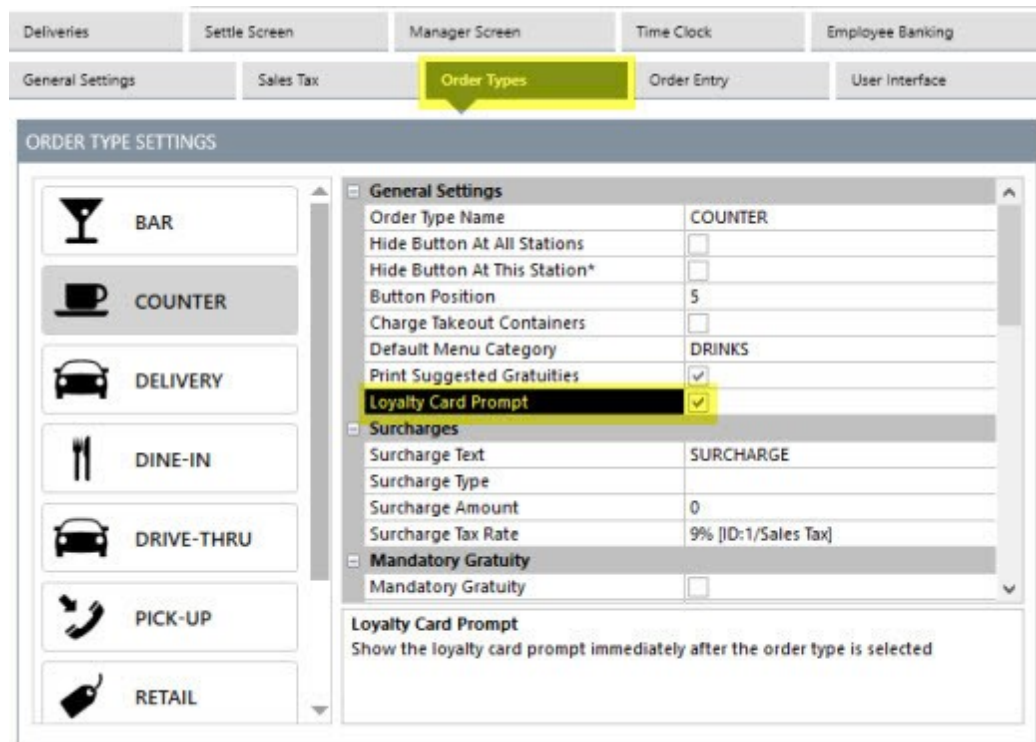 Deliveries Settle Screen Manager Screen Time Clock Employee Banking
General Settings Sales Tax Order Types Order Entry User Interface
ORDER TYPE SETTINGS
BAR
COUNTER
DELIVERY
DINE-IN
DRIVE-THRU
PICK-UP
RETAIL
General Settings
Order Type Name COUNTER
Hide Button At All Stations
Hide Button At This Station*
Button Position 5
Charge Takeout Containers
Default Menu Category DRINKS
Print Suggested Gratuities
Loyalty Card Prompt
Surcharges
Surcharge Text SURCHARGE
Surcharge Type
Surcharge Amount 0
Surcharge Tax Rate 9% [ID:1/Sales Tax]
Mandatory Gratuity
Mandatory Gratuity
Loyalty Card Prompt
Show the loyalty card prompt immediately after the order type is selected